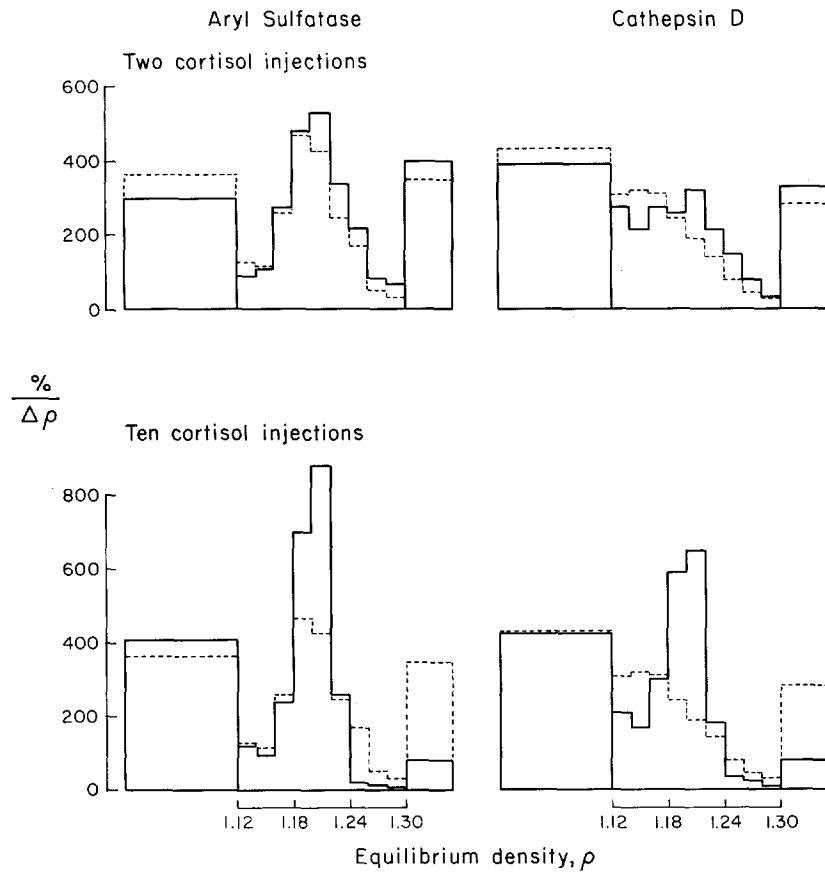 Aryl Sulfatase
Cathepsin D
Two cortisol injections
600
400
200
0
%
Δρ
Ten cortisol injections
800
600
400
200
0
1.12 1.18 1.24 1.30
1.12 1.18 1.24 1.30
Equilibrium density, ρ